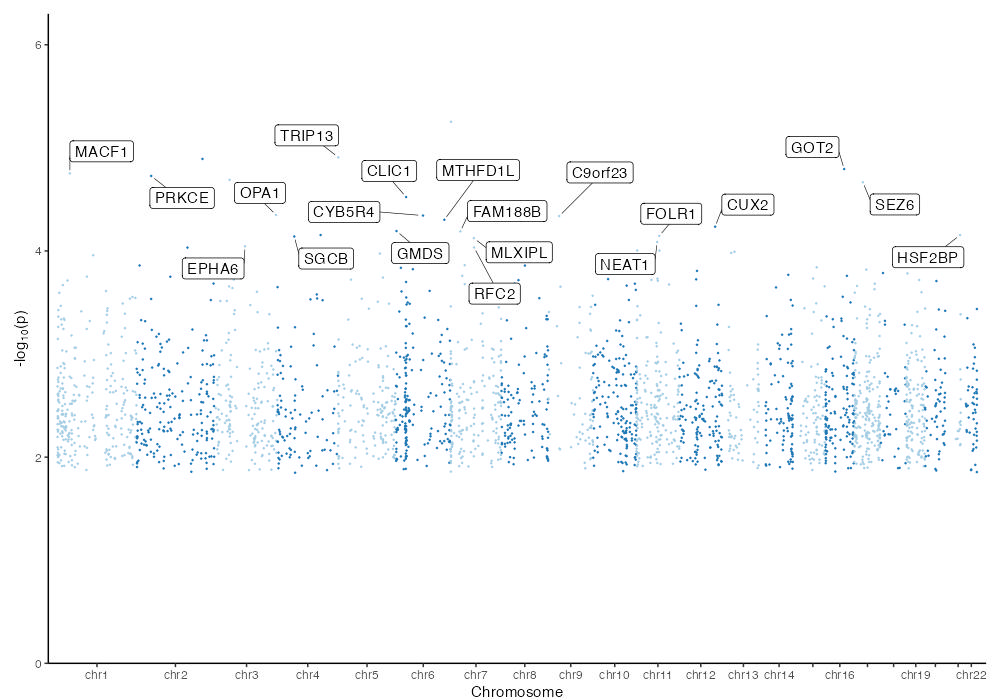 6
4
2
0
-log10(p)
TRIP13
MACF1
GOT2
CLIC1
MTHFD1L
C9orf23
PRKCE
OPA1
CYB5R4
FAM188B
FOLR1
CUX2
SEZ6
EPHA6
SGCB
GMDS
MLXIPL
NEAT1
HSF2BP
RFC2
chr1 chr2 chr3 chr4 chr5 chr6 chr7 chr8 chr9 chr10 chr11 chr12 chr13 chr14 chr16 chr19 chr22
Chromosome